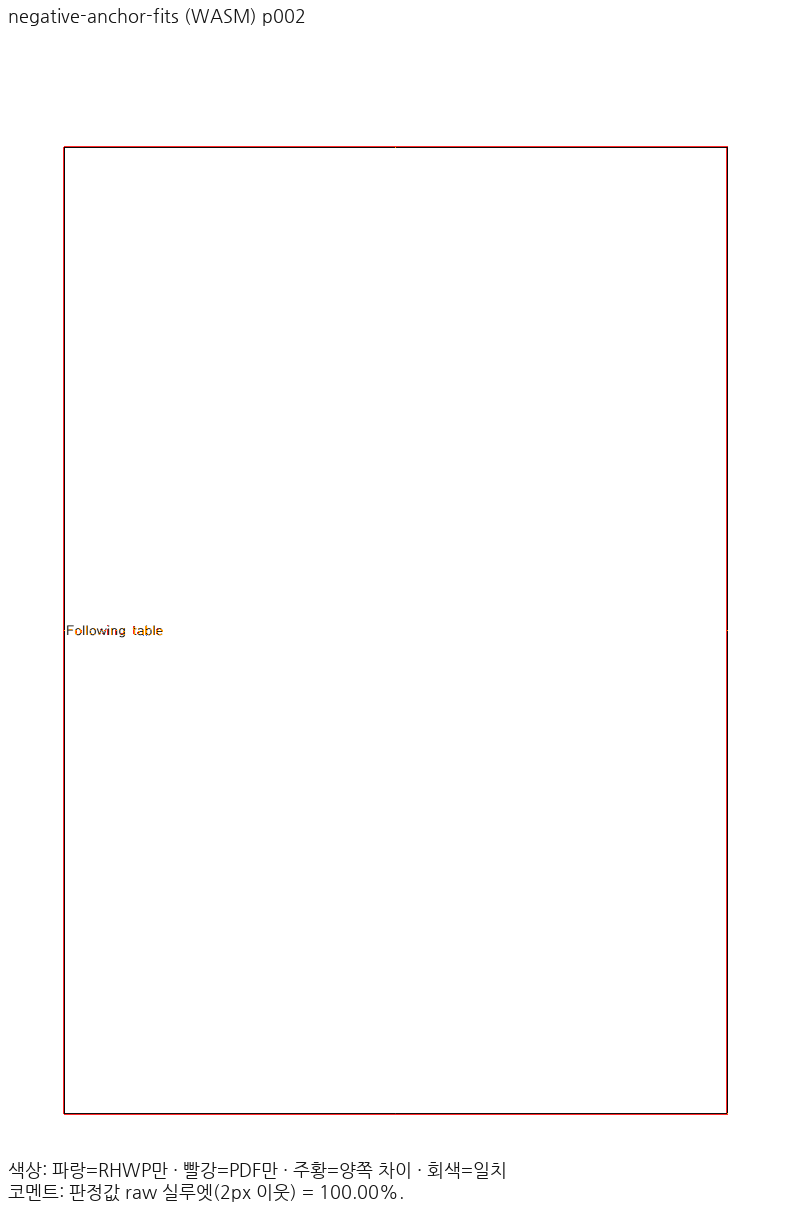 negative-anchor-fits (WASM) p002
Following table
색상: 파랑=RHWP만 · 빨강=PDF만 · 주황=양쪽 차이 · 회색=일치
코멘트: 판정값 raw 실루엣(2px 이웃) = 100.00%.